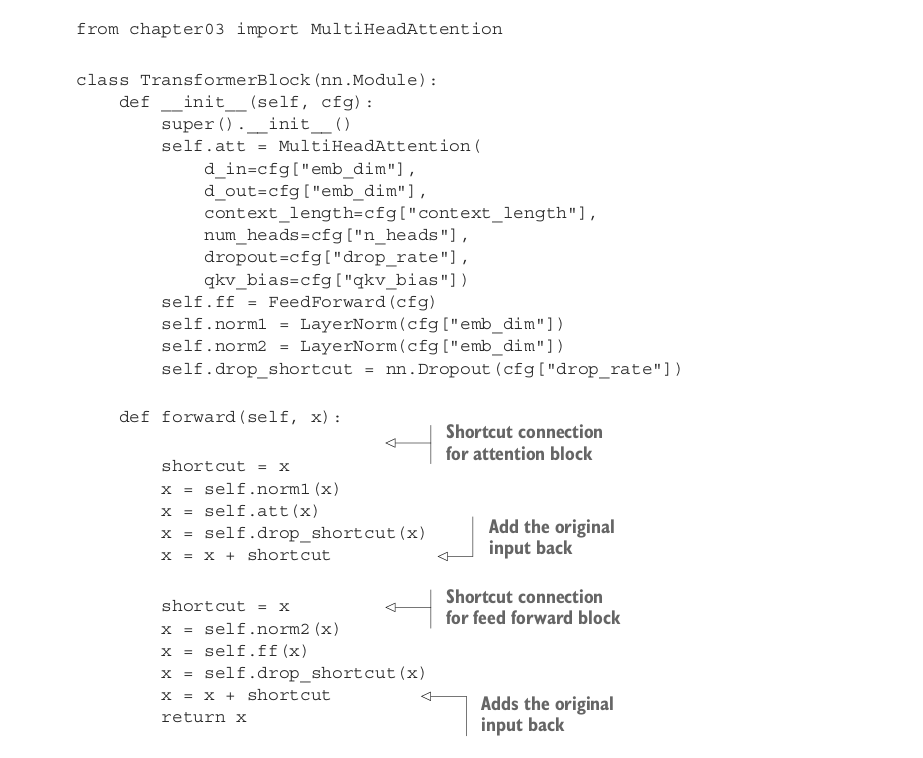 from chapter03 import MultiHeadAttention
class TransformerBlock(nn.Module):
    def __init__(self, cfg):
        super().__init__()
        self.att = MultiHeadAttention(
            d_in=cfg["emb_dim"],
            d_out=cfg["emb_dim"],
            context_length=cfg["context_length"],
            num_heads=cfg["n_heads"],
            dropout=cfg["drop_rate"],
            qkv_bias=cfg["qkv_bias"])
        self.ff = FeedForward(cfg)
        self.norm1 = LayerNorm(cfg["emb_dim"])
        self.norm2 = LayerNorm(cfg["emb_dim"])
        self.drop_shortcut = nn.Dropout(cfg["drop_rate"])
    def forward(self, x):
Shortcut connection
for attention block
        shortcut = x
        x = self.norm1(x)
        x = self.att(x)
        x = self.drop_shortcut(x)
        x = x + shortcut
Add the original
input back
        shortcut = x
Shortcut connection
for feed forward block
        x = self.norm2(x)
        x = self.ff(x)
        x = self.drop_shortcut(x)
        x = x + shortcut
        return x
Adds the original
input back